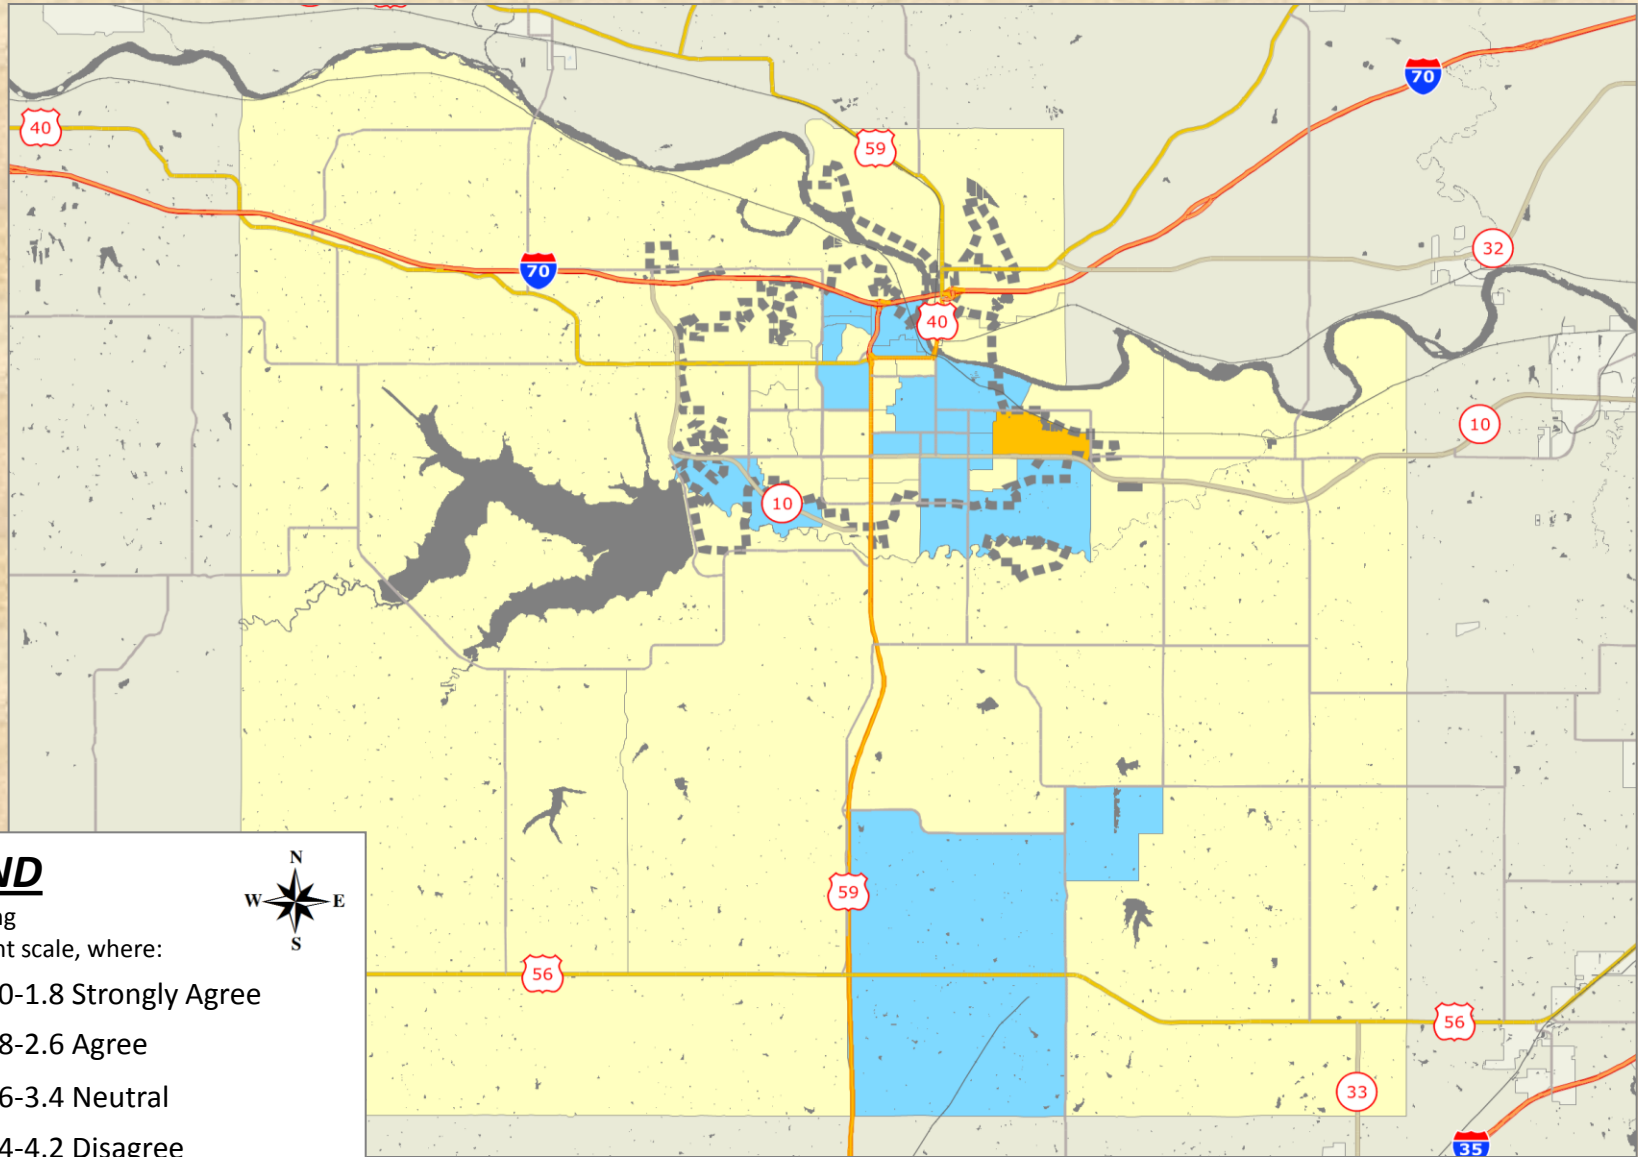 70
40
59
32
70
40
10
10
ND
N
W E
S
ng
nt scale, where:
0-1.8 Strongly Agree
8-2.6 Agree
6-3.4 Neutral
4-4.2 Disagree
59
56
56
33
35